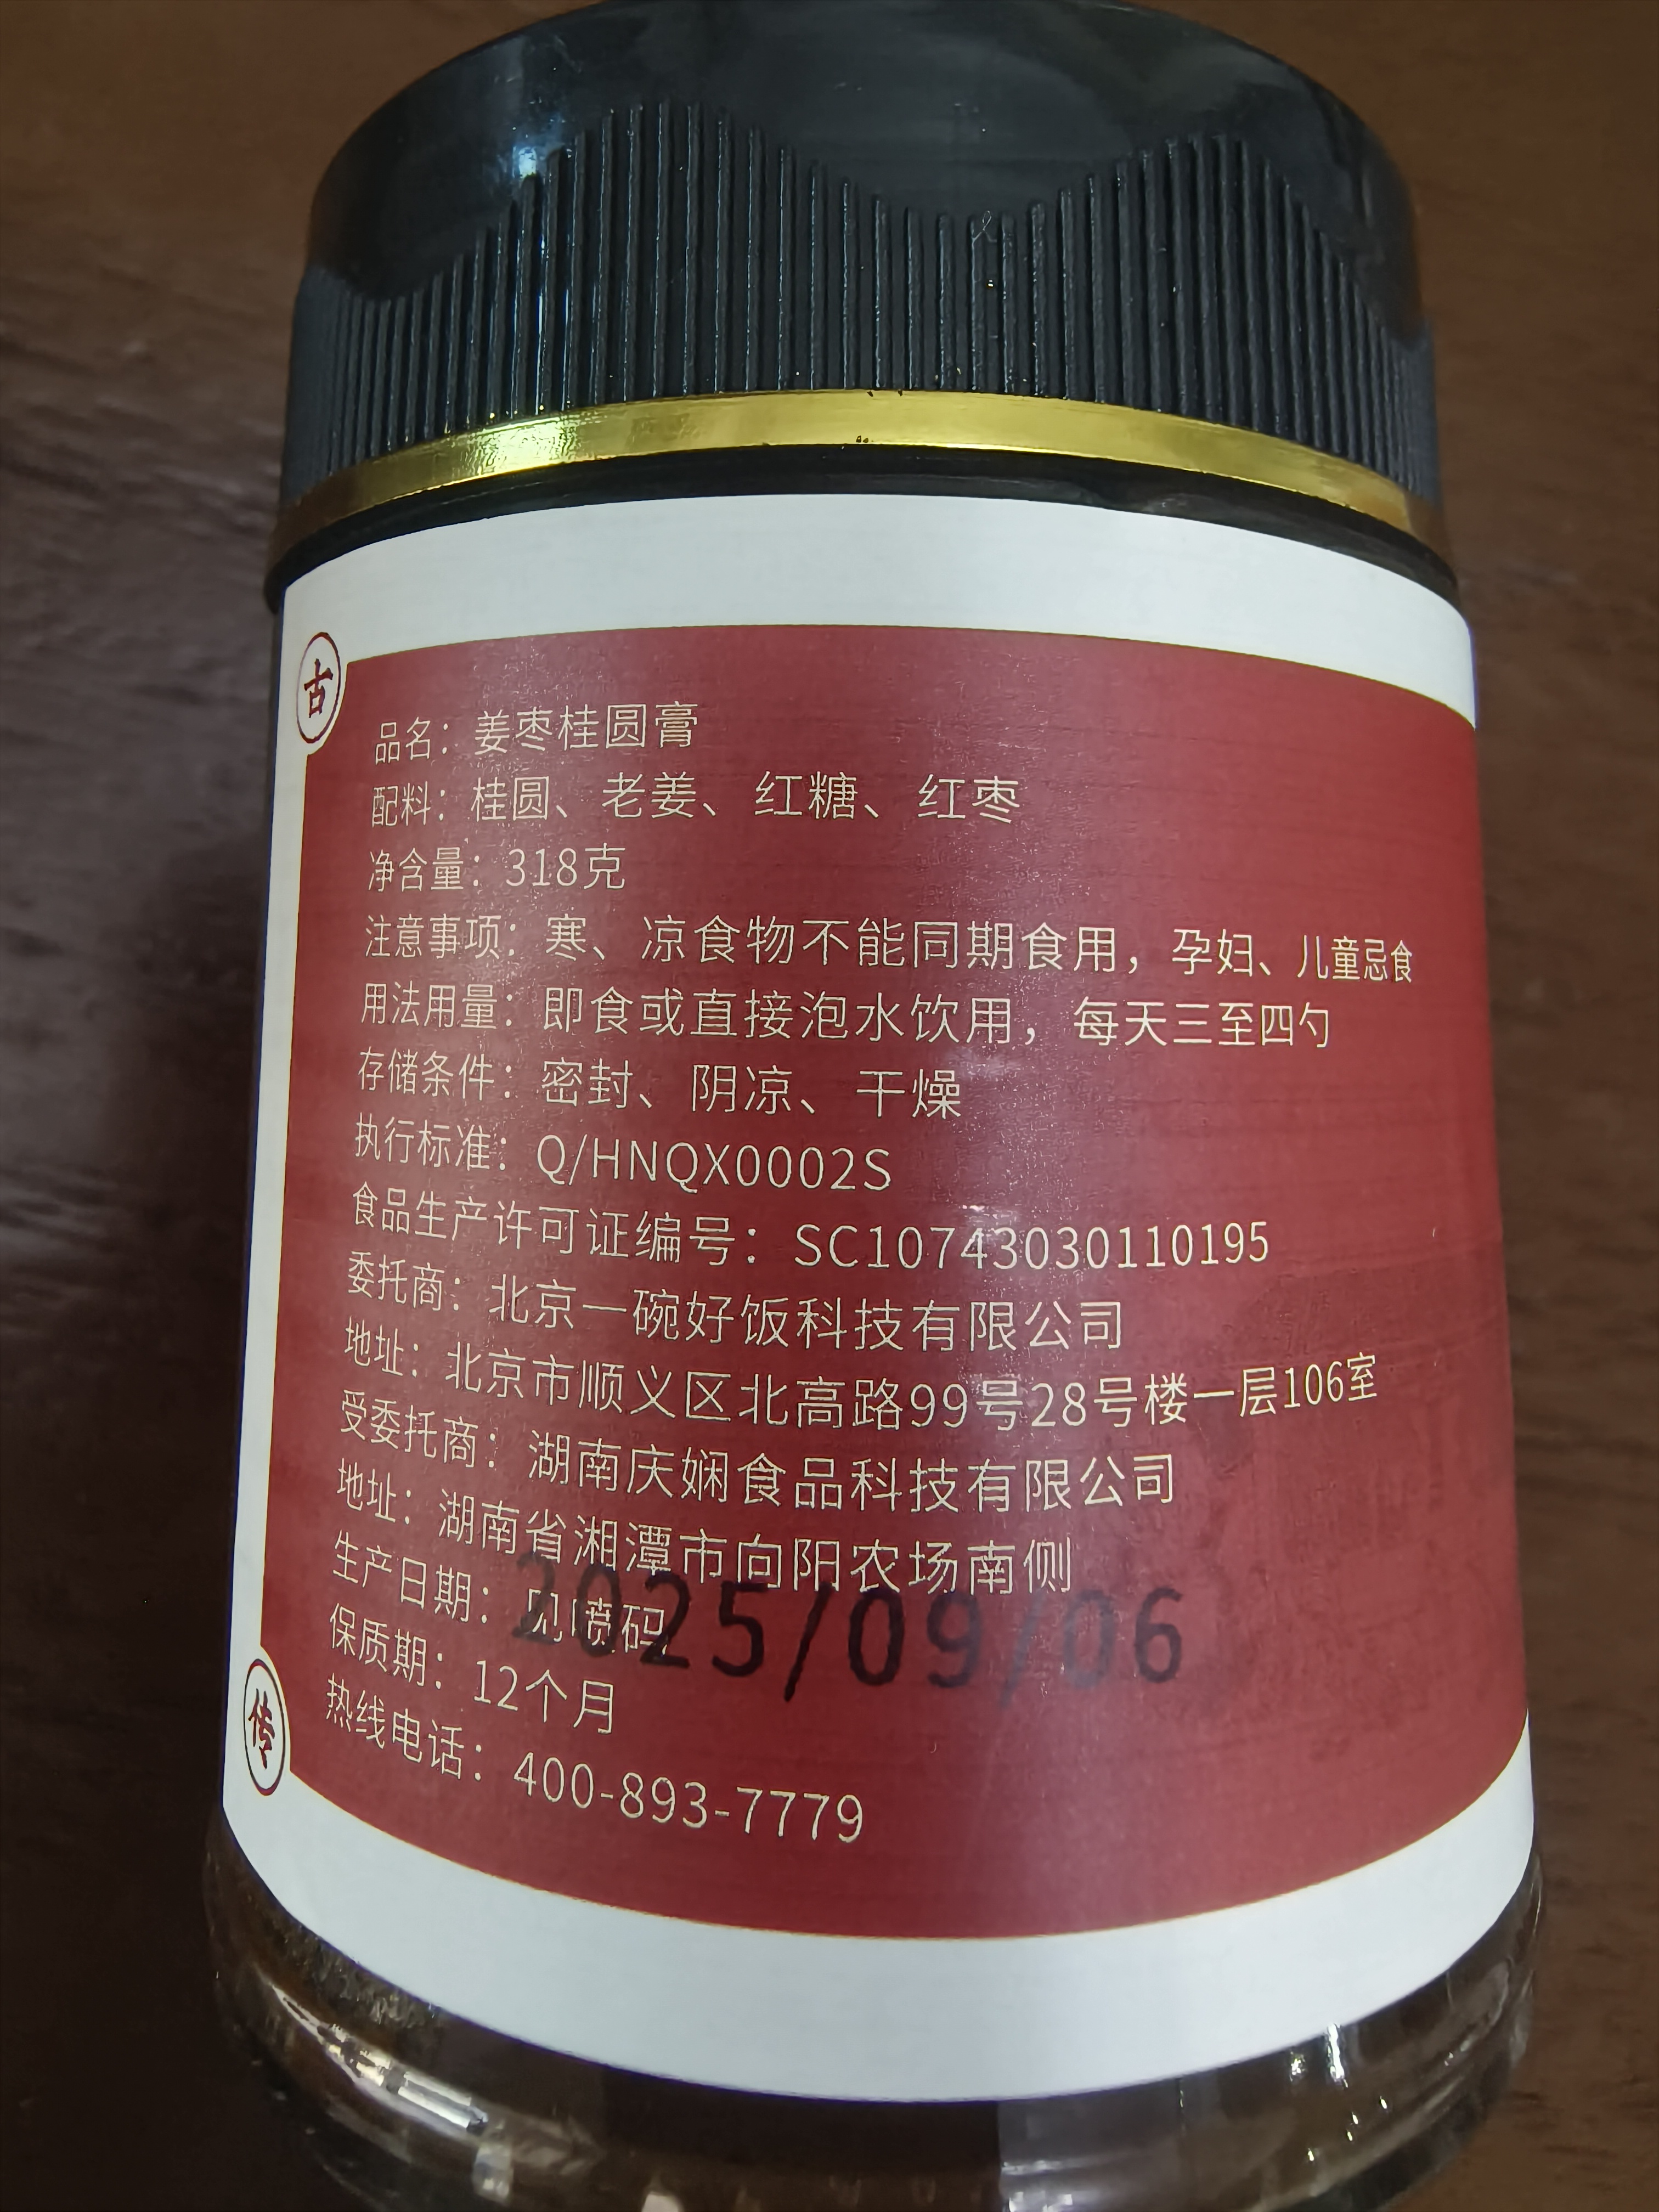 古
品名：姜枣桂圆膏
配料：桂圆、老姜、红糖、红枣
净含量：318克
注意事项：寒、凉食物不能同期食用，孕妇、儿童忌食
用法用量：即食或直接泡水饮用，每天三至四勺
存储条件：密封、阴凉、干燥
执行标准：Q/HNQX0002S
食品生产许可证编号：SC10743030110195
委托商：北京一碗好饭科技有限公司
地址：北京市顺义区北高路99号28号楼一层106室
受委托商：湖南庆娴食品科技有限公司
地址：湖南省湘潭市向阳农场南侧
生产日期：见喷码
2025/09/06
保质期：12个月
传
热线电话：400-893-7779